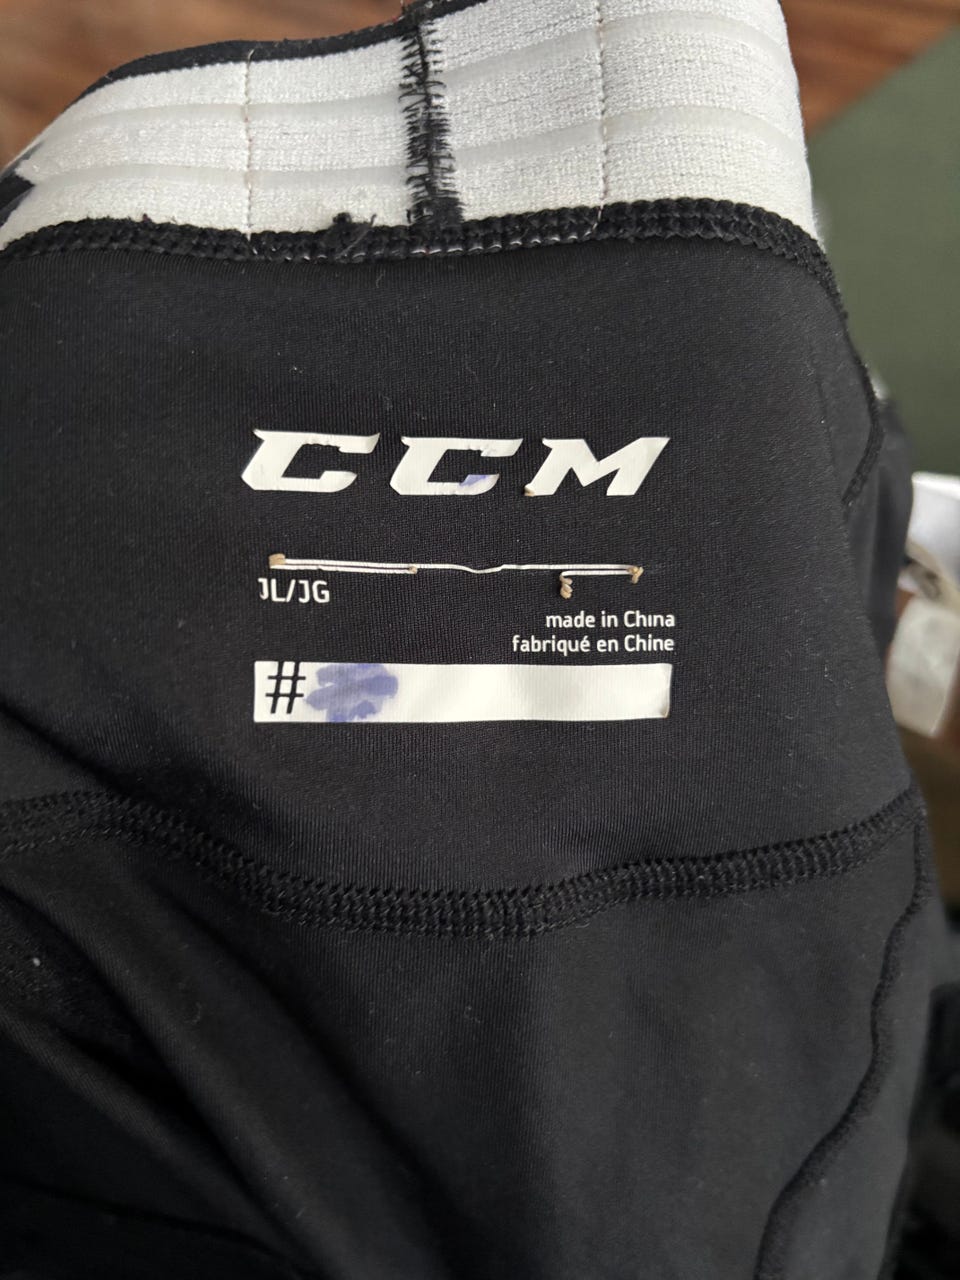 CCM
JL/JG
made in China
fabriqué en Chine
#